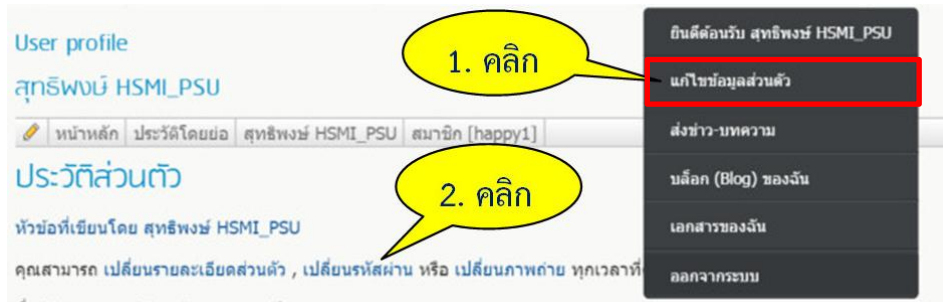 User profile
สุทธิพงษ์ HSMI_PSU
หน้าหลัก ประวัติโดยย่อ สุทธิพงษ์ HSMI_PSU สมาชิก [happy1]
ประวัติส่วนตัว
หัวข้อที่เขียนโดย สุทธิพงษ์ HSMI_PSU
คุณสามารถ เปลี่ยนรายละเอียดส่วนตัว , เปลี่ยนรหัสผ่าน หรือ เปลี่ยนภาพถ่าย ทุกเวลาที่
1. คลิก
2. คลิก
ยินดีต้อนรับ สุทธิพงษ์ HSMI_PSU
แก้ไขข้อมูลส่วนตัว
ส่งข่าว-บทความ
บล็อก (Blog) ของฉัน
เอกสารของฉัน
ออกจากระบบ